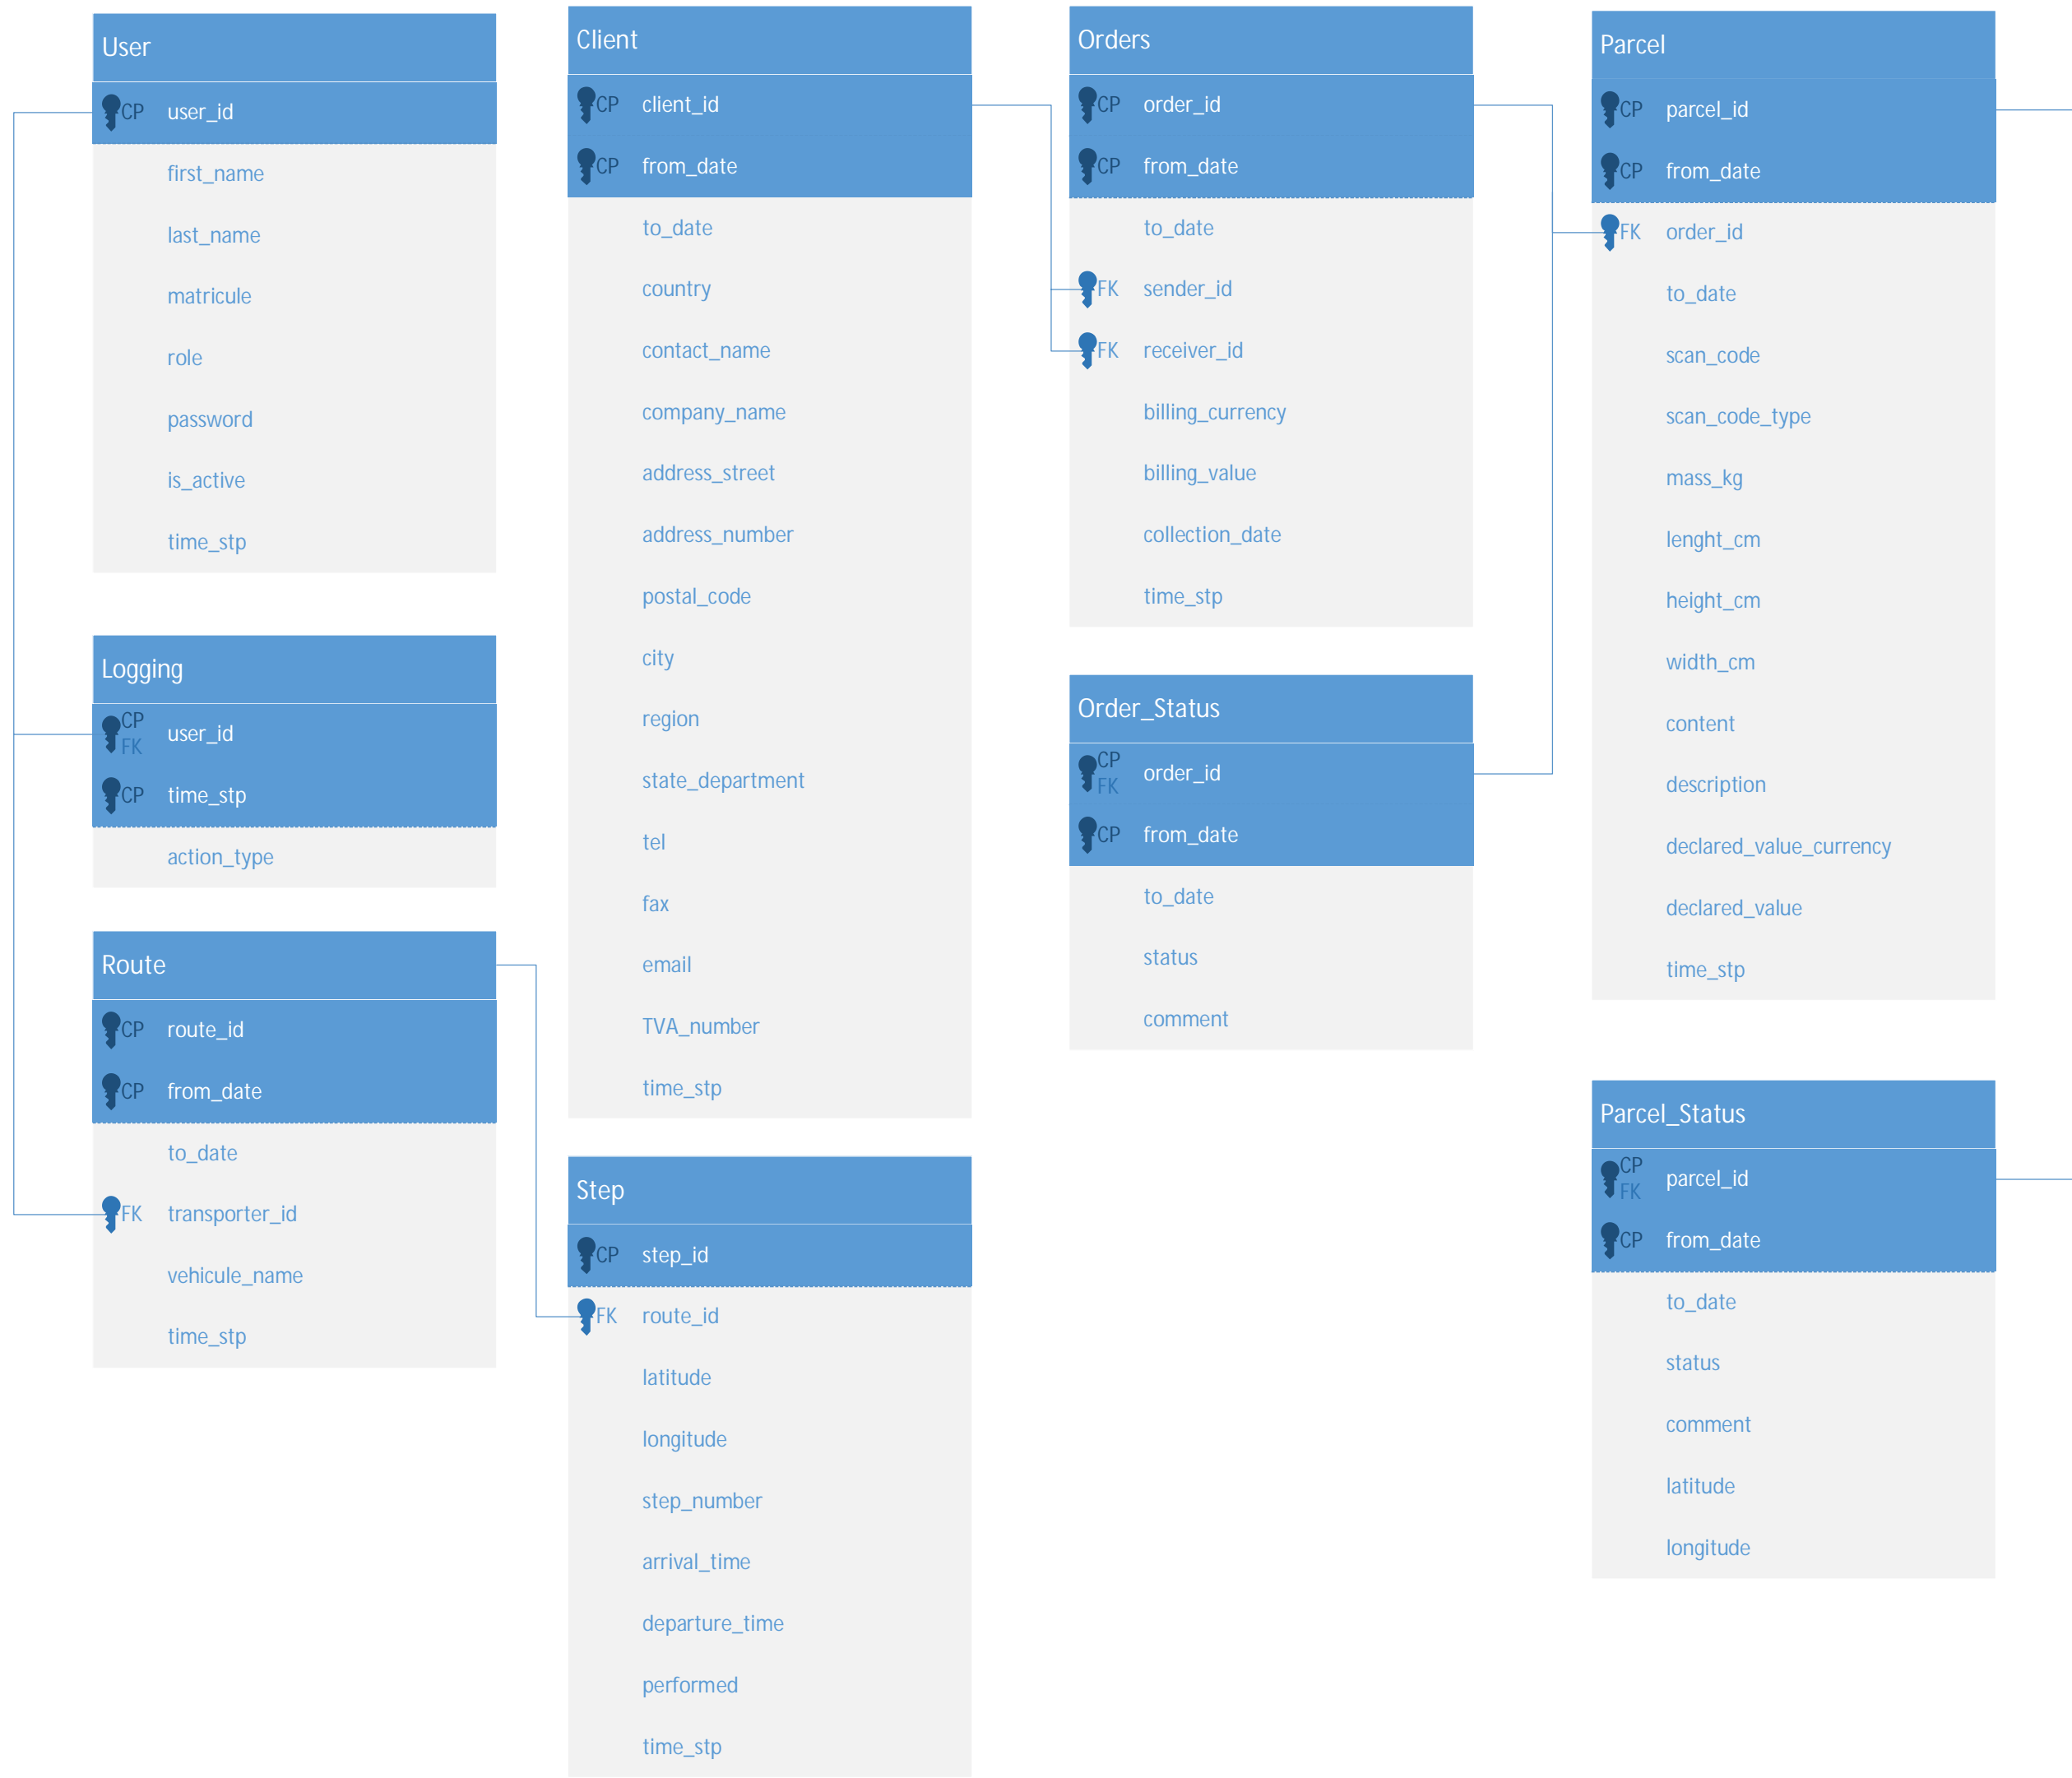 User
CP user_id
first_name
last_name
matricule
role
password
is_active
time_stp
Logging
CP
FK
user_id
CP time_stp
action_type
Route
CP route_id
CP from_date
to_date
FK transporter_id
vehicule_name
time_stp
Client
CP client_id
CP from_date
to_date
country
contact_name
company_name
address_street
address_number
postal_code
city
region
state_department
tel
fax
email
TVA_number
time_stp
Step
CP step_id
FK route_id
latitude
longitude
step_number
arrival_time
departure_time
performed
time_stp
Orders
CP order_id
CP from_date
to_date
FK sender_id
FK receiver_id
billing_currency
billing_value
collection_date
time_stp
Order_Status
CP
FK
order_id
CP from_date
to_date
status
comment
Parcel
CP parcel_id
CP from_date
FK order_id
to_date
scan_code
scan_code_type
mass_kg
lenght_cm
height_cm
width_cm
content
description
declared_value_currency
declared_value
time_stp
Parcel_Status
CP
FK
parcel_id
CP from_date
to_date
status
comment
latitude
longitude